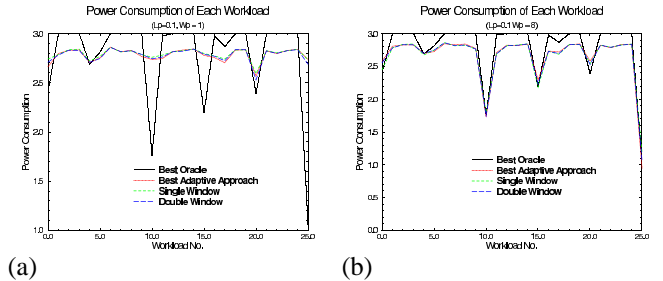 Power Consumption of Each Workload
(Lp=0.1, Wp = 1)
3.0
2.5
2.0
1.5
1.0
Power Consumption
Best Oracle
Best Adaptive Approach
Single Window
Double Window
0.0 5.0 10.0 15.0 20.0 25.0
Workload No.
(a)
Power Consumption of Each Workload
(Lp=0.1 Wp = 6)
3.0
2.5
2.0
1.5
1.0
0.5
0.0
Power Consumption
Best Oracle
Best Adaptive Approach
Single Window
Double Window
0.0 5.0 10.0 15.0 20.0 25.0
Workload No.
(b)